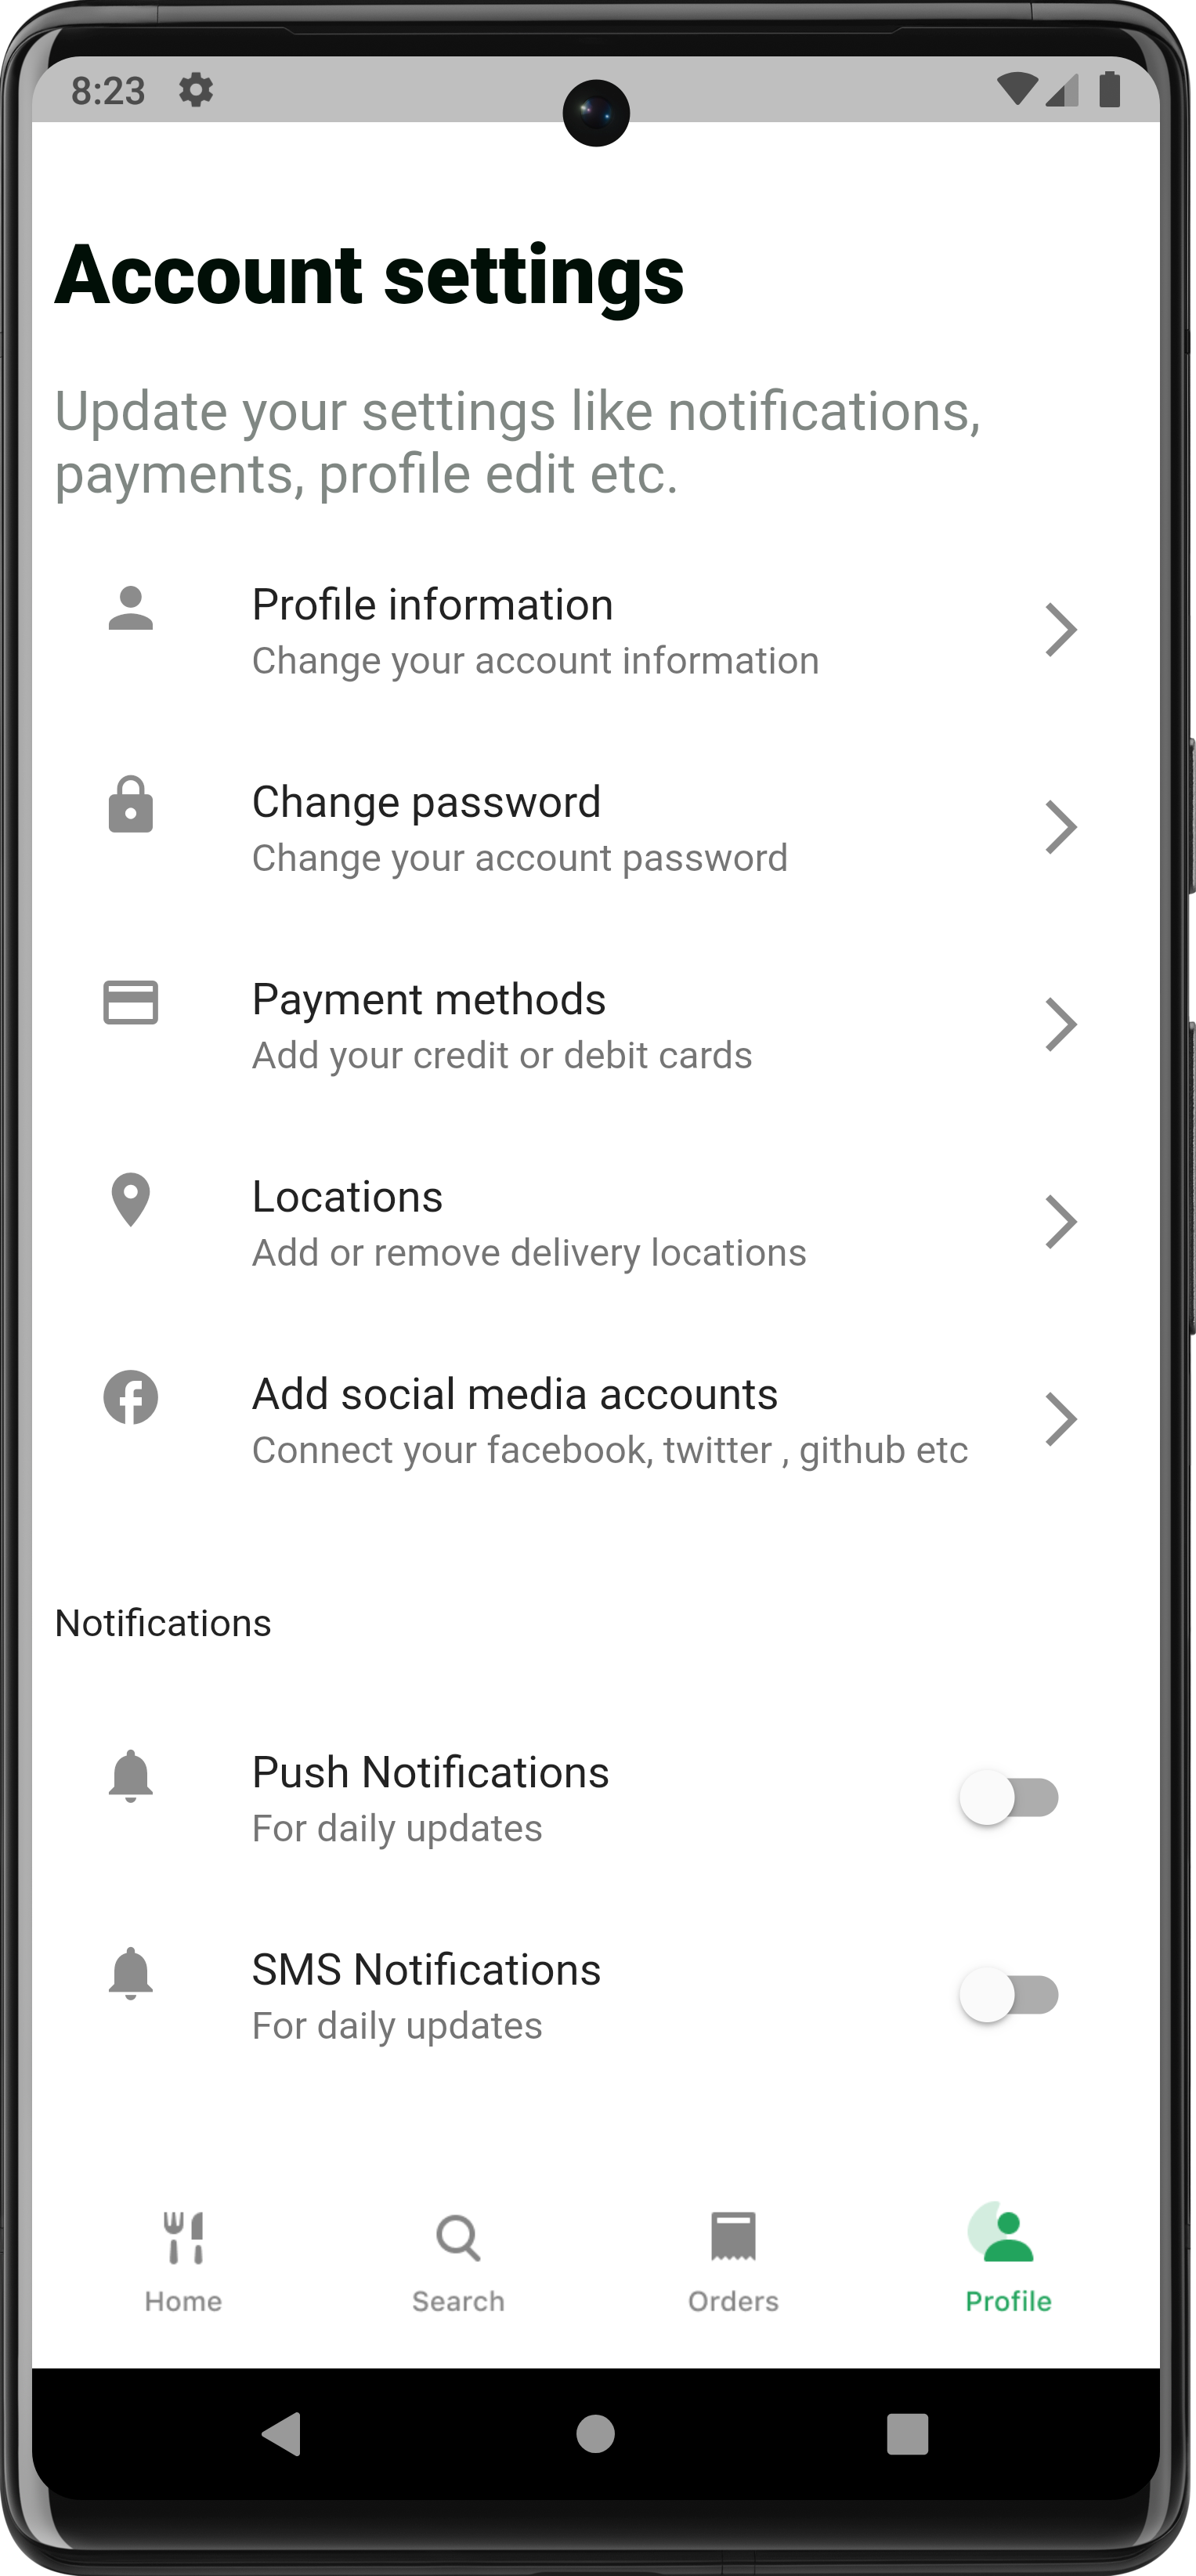 8:23
Account settings
Update your settings like notifications,
payments, profile edit etc.
Profile information
Change your account information
Change password
Change your account password
Payment methods
Add your credit or debit cards
Locations
Add or remove delivery locations
Add social media accounts
Connect your facebook, twitter , github etc
Notifications
Push Notifications
For daily updates
SMS Notifications
For daily updates
Home
Search
Orders
Profile